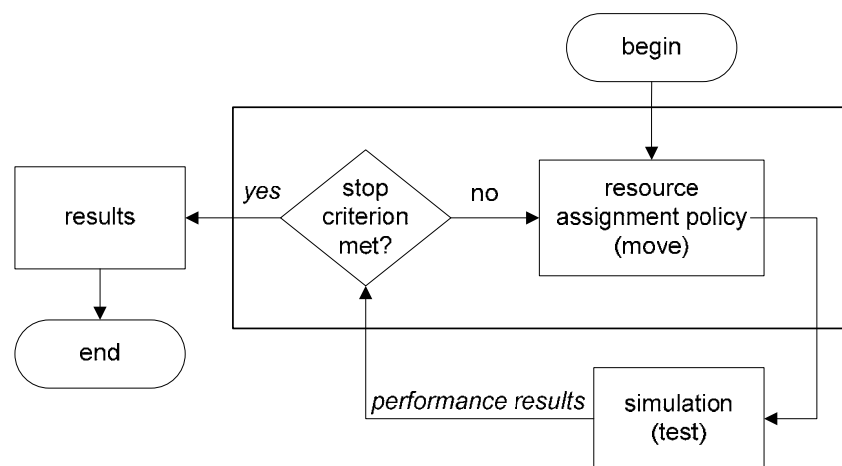 begin
yes
stop
criterion
met?
no
resource
assignment policy
(move)
results
end
performance results
simulation
(test)